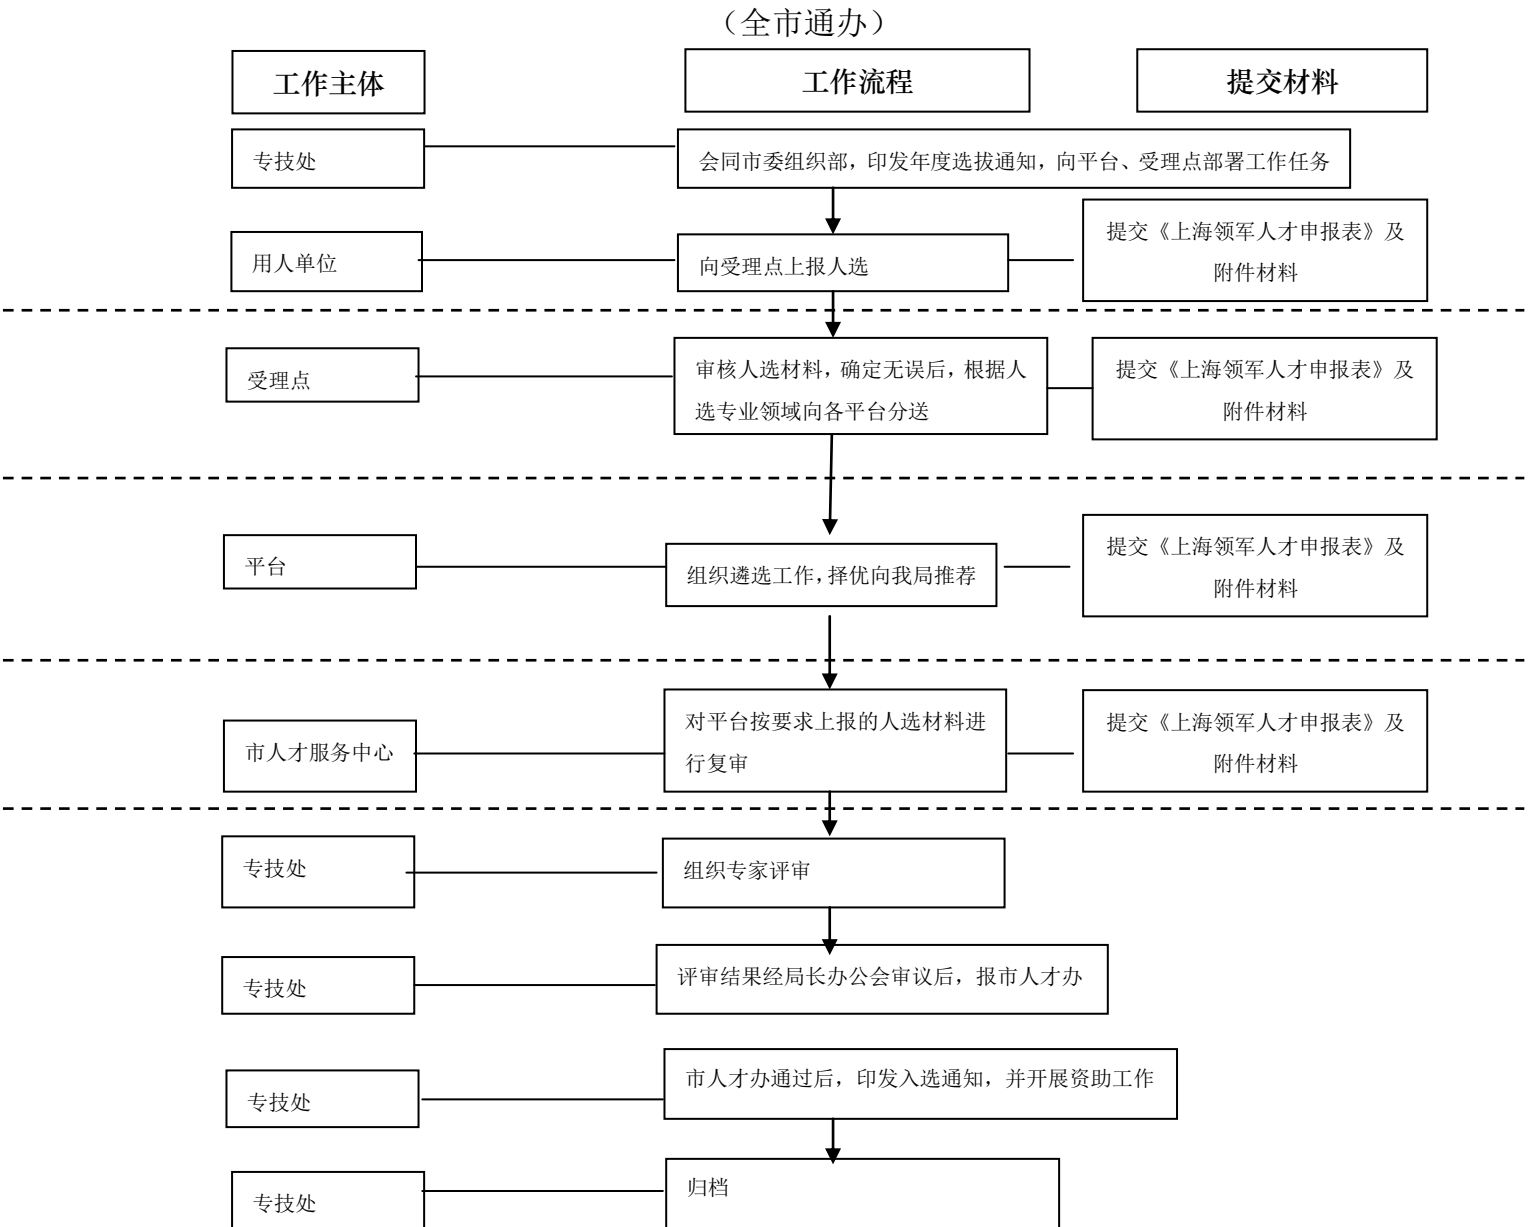 （全市通办）
工作主体
工作流程
提交材料
专技处
会同市委组织部，印发年度选拔通知，向平台、受理点部署工作任务
用人单位
向受理点上报人选
提交《上海领军人才申报表》及
附件材料
受理点
审核人选材料，确定无误后，根据人
选专业领域向各平台分送
提交《上海领军人才申报表》及
附件材料
平台
组织遴选工作，择优向我局推荐
提交《上海领军人才申报表》及
附件材料
市人才服务中心
对平台按要求上报的人选材料进
行复审
提交《上海领军人才申报表》及
附件材料
专技处
组织专家评审
专技处
评审结果经局长办公会审议后，报市人才办
专技处
市人才办通过后，印发入选通知，并开展资助工作
专技处
归档